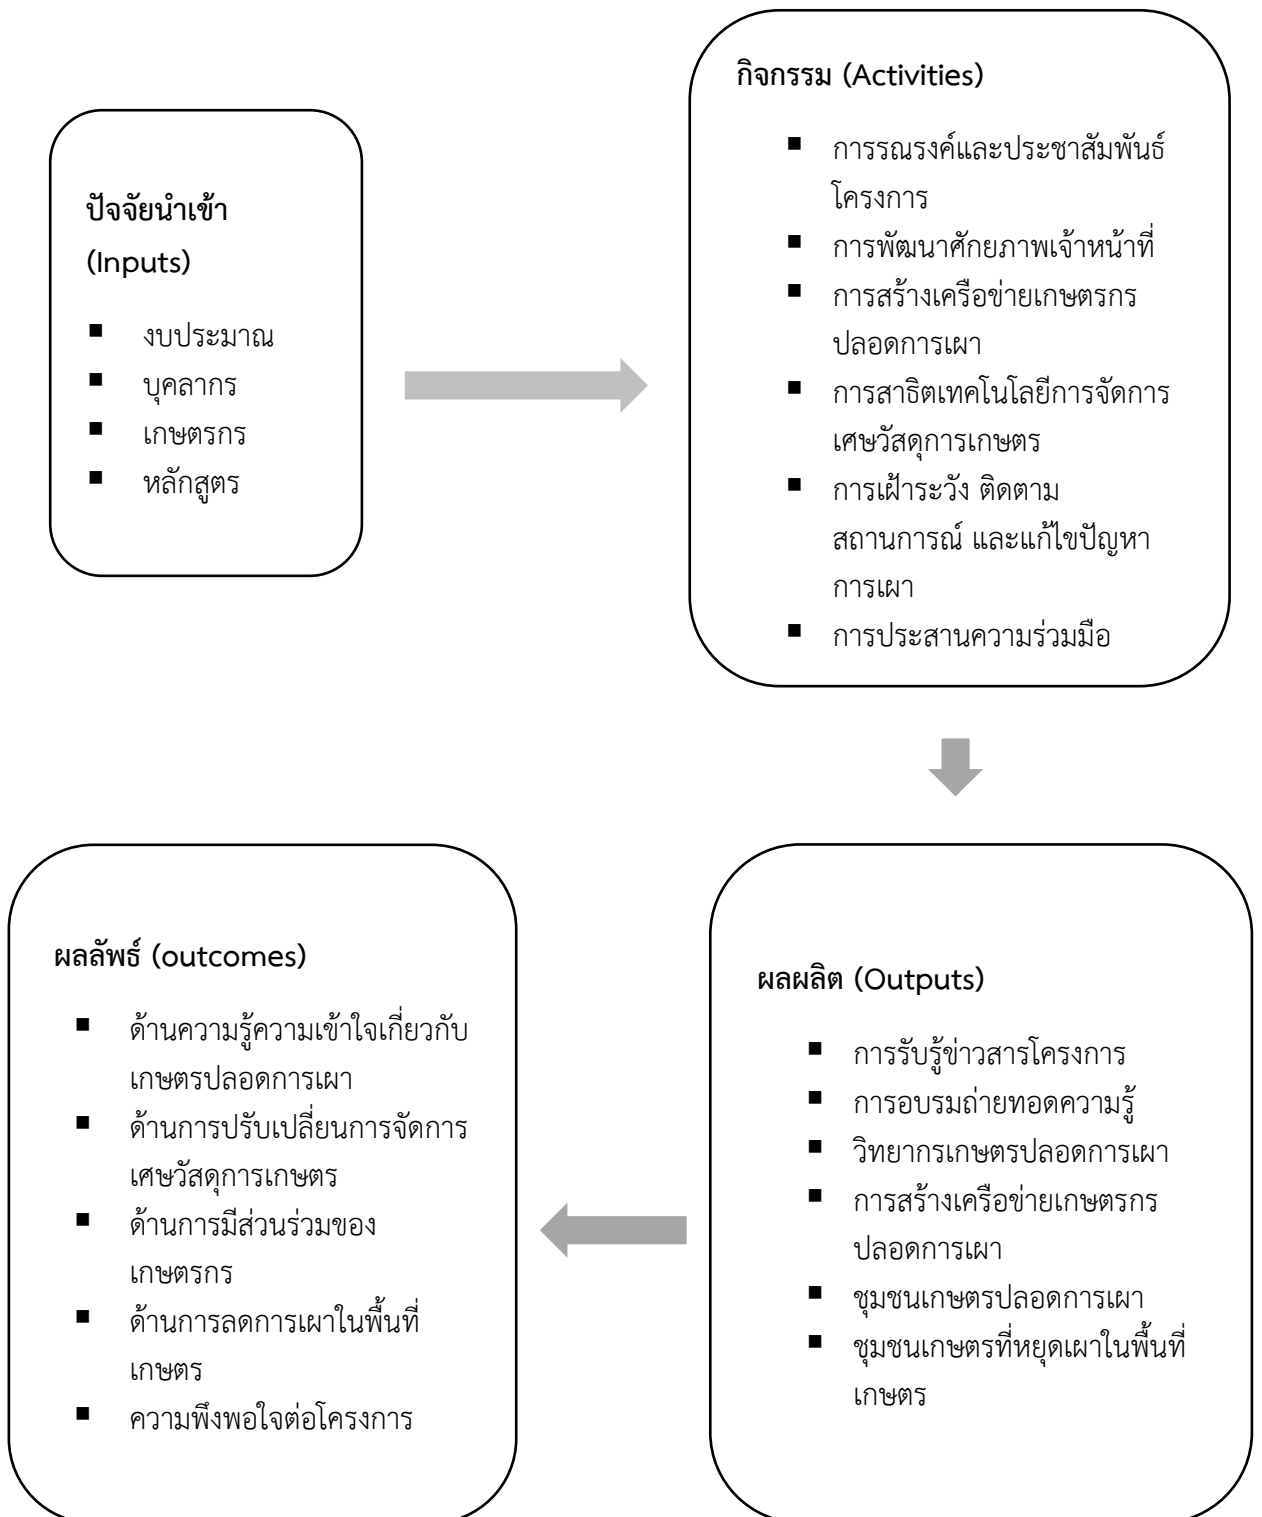 ปัจจัยนำเข้า
(Inputs)
▪ งบประมาณ
▪ บุคลากร
▪ เกษตรกร
▪ หลักสูตร
กิจกรรม (Activities)
▪ การรณรงค์และประชาสัมพันธ์
โครงการ
▪ การพัฒนาศักยภาพเจ้าหน้าที่
▪ การสร้างเครือข่ายเกษตรกร
ปลอดการเผา
▪ การสาธิตเทคโนโลยีการจัดการ
เศษวัสดุการเกษตร
▪ การเฝ้าระวัง ติดตาม
สถานการณ์ และแก้ไขปัญหา
การเผา
▪ การประสานความร่วมมือ
ผลผลิต (Outputs)
▪ การรับรู้ข่าวสารโครงการ
▪ การอบรมถ่ายทอดความรู้
▪ วิทยากรเกษตรปลอดการเผา
▪ การสร้างเครือข่ายเกษตรกร
ปลอดการเผา
▪ ชุมชนเกษตรปลอดการเผา
▪ ชุมชนเกษตรที่หยุดเผาในพื้นที่
เกษตร
ผลลัพธ์ (outcomes)
▪ ด้านความรู้ความเข้าใจเกี่ยวกับ
เกษตรปลอดการเผา
▪ ด้านการปรับเปลี่ยนการจัดการ
เศษวัสดุการเกษตร
▪ ด้านการมีส่วนร่วมของ
เกษตรกร
▪ ด้านการลดการเผาในพื้นที่
เกษตร
▪ ความพึงพอใจต่อโครงการ